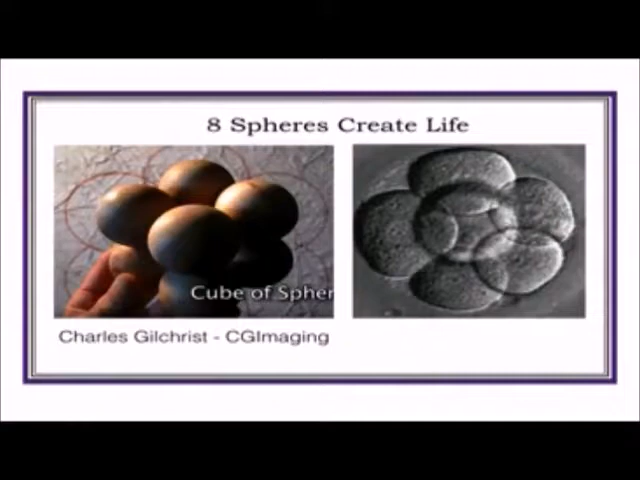 8 Spheres Create Life
Cube of Spher
Charles Gilchrist - CGImaging